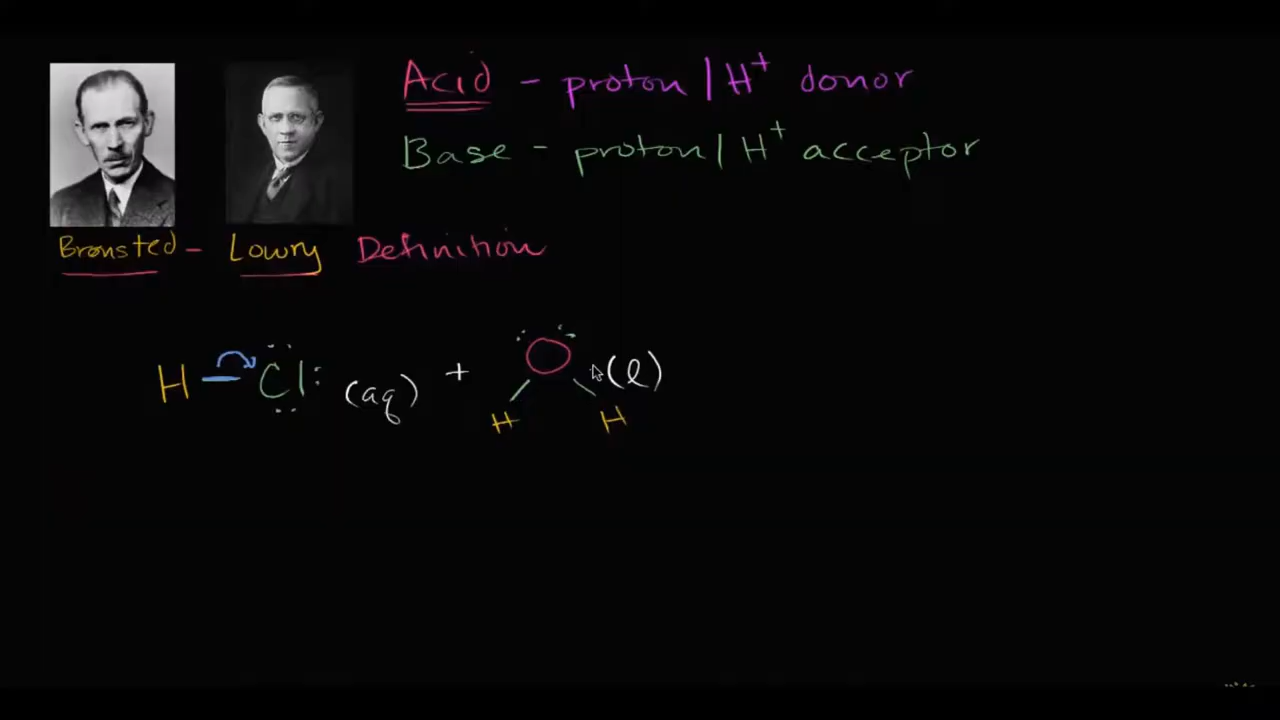 Acid - proton / H+ donor
Base - proton / H+ acceptor
Bronsted - Lowry Definition
H - Cl (aq) + O (l)
H H